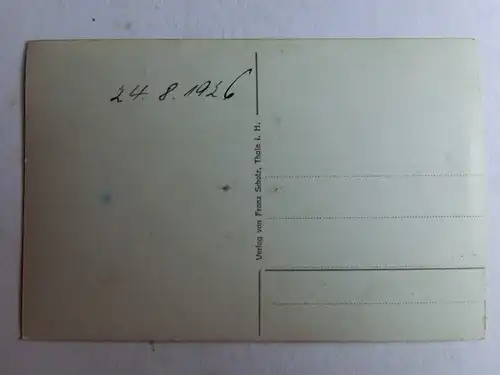 24. 8. 1926
Verlag von Franz Scholz, Thale i. H.